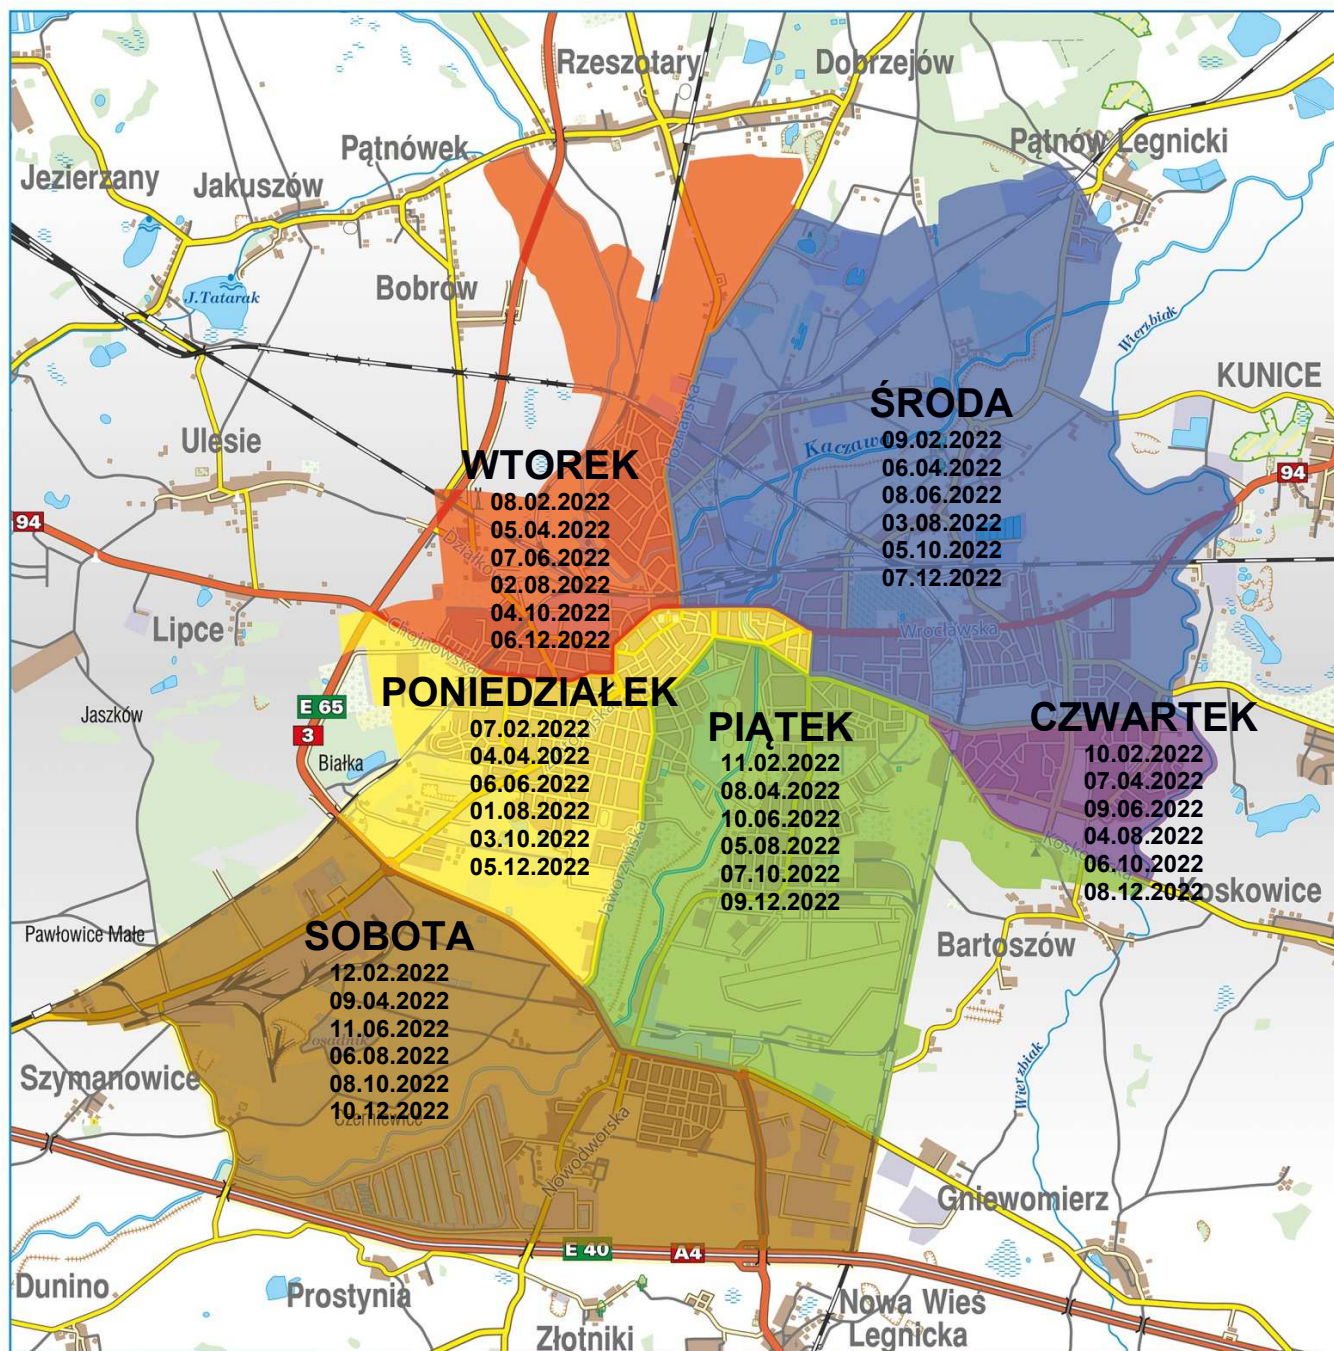 Rzeszotary
Dobrzejów
Pątnówek
Pątnów Legnicki
Jezierzany
Jakuszów
J.Tatarak
Bobrów
Wierzbiak
KUNICE
94
Ulesie
94
Lipce
Jaszków
E 65
3
Białka
Poznańska
Kaczawa
Działkowa
Chojnowska
Wrocławska
WTOREK
08.02.2022
05.04.2022
07.06.2022
02.08.2022
04.10.2022
06.12.2022
ŚRODA
09.02.2022
06.04.2022
08.06.2022
03.08.2022
05.10.2022
07.12.2022
PONIEDZIAŁEK
07.02.2022
04.04.2022
06.06.2022
01.08.2022
03.10.2022
05.12.2022
Jaworzyńska
PIĄTEK
11.02.2022
08.04.2022
10.06.2022
05.08.2022
07.10.2022
09.12.2022
CZWARTEK
10.02.2022
07.04.2022
09.06.2022
04.08.2022
06.10.2022
08.12.2022
Koskowice
Bartoszów
Pawłowice Małe
SOBOTA
12.02.2022
09.04.2022
11.06.2022
06.08.2022
08.10.2022
10.12.2022
osadnik
Czerniewice
Szymanowice
Nowodworska
Wierzbiak
Gniewomierz
E 40
A4
Dunino
Prostynia
Złotniki
Nowa Wieś
Legnicka